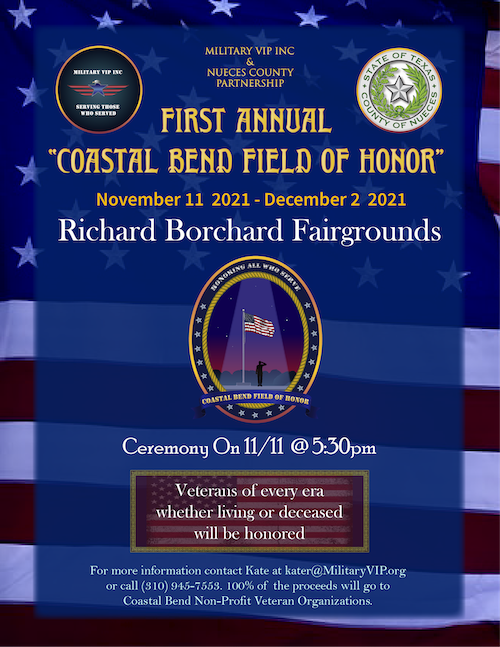 MILITARY VIP INC
&
NUECES COUNTY
PARTNERSHIP
MILITARY VIP INC
SERVING THOSE
WHO SERVED
STATE OF TEXAS
COUNTY OF NUECES
FIRST ANNUAL
"COASTAL BEND FIELD OF HONOR"
November 11 2021 - December 2 2021
Richard Borchard Fairgrounds
HONORING ALL WHO SERVE
COASTAL BEND FIELD OF HONOR
Ceremony On 11/11 @ 5:30pm
Veterans of every era
whether living or deceased
will be honored
For more information contact Kate at kater@MilitaryVIP.org
or call (310) 945-7553. 100% of the proceeds will go to
Coastal Bend Non-Profit Veteran Organizations.